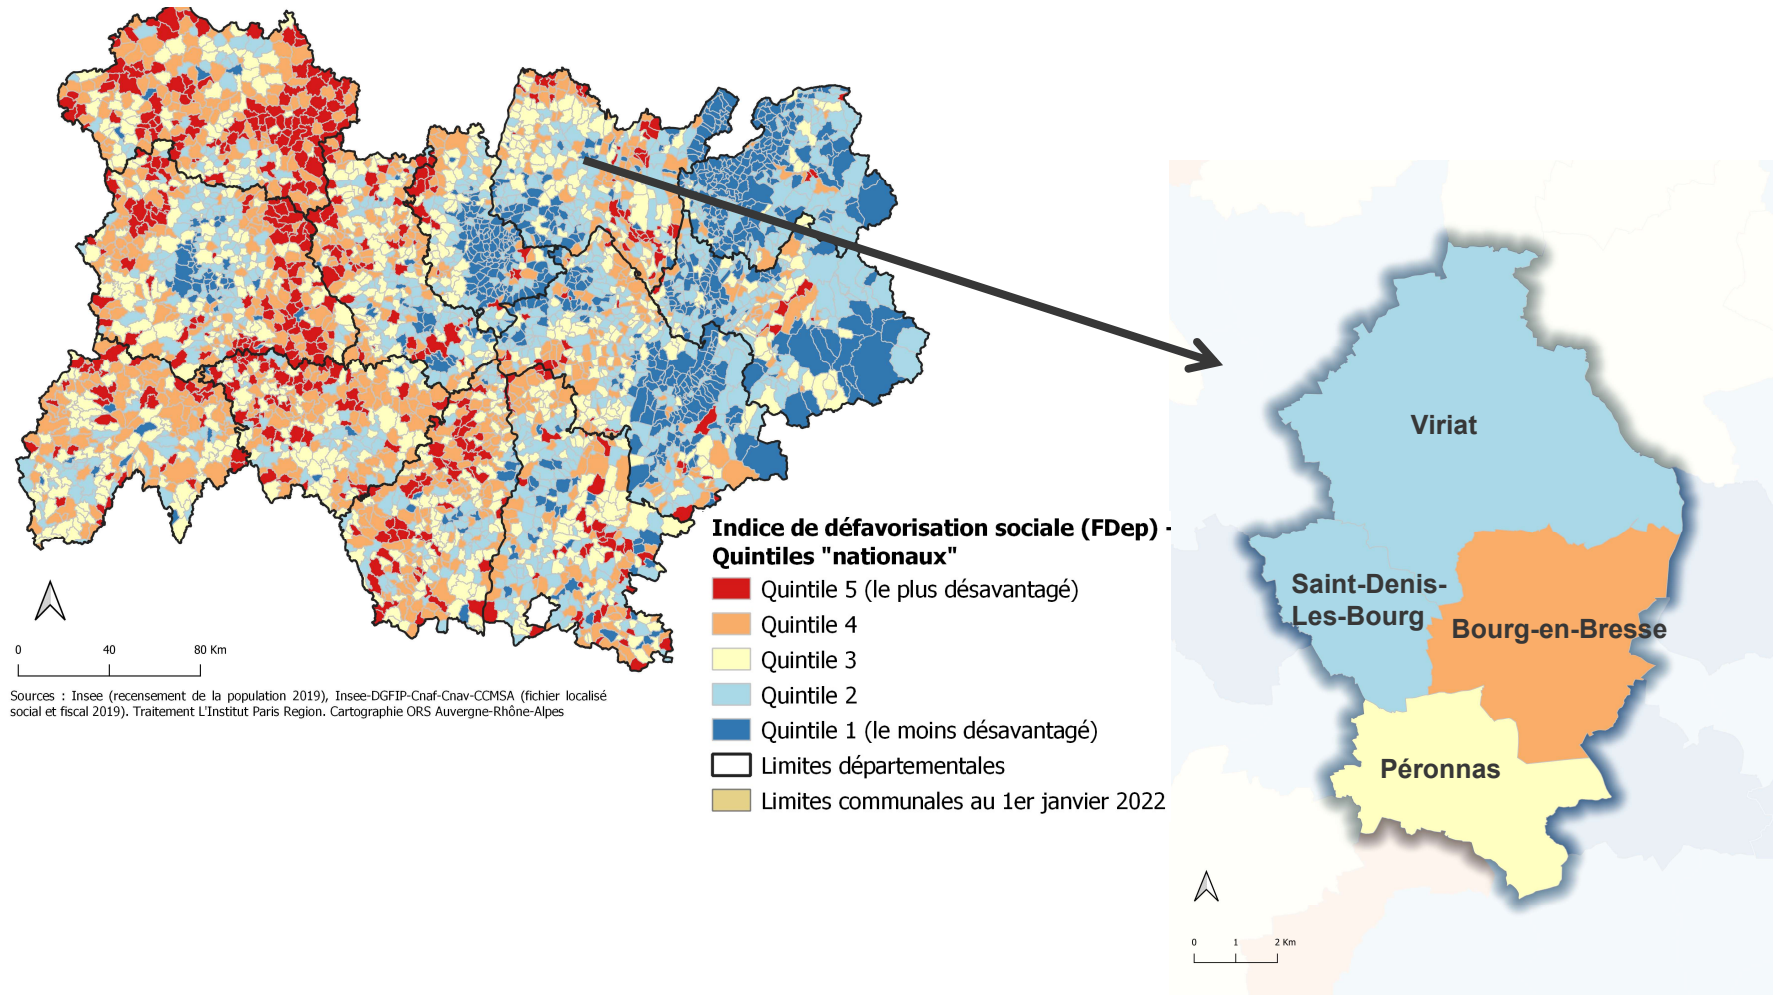 Viriat
Saint-Denis-
Les-Bourg
Bourg-en-Bresse
Péronnas
Indice de défavorisation sociale (FDep) -
Quintiles "nationaux"
Quintile 5 (le plus désavantagé)
Quintile 4
Quintile 3
Quintile 2
Quintile 1 (le moins désavantagé)
Limites départementales
Limites communales au 1er janvier 2022
0 40 80 Km
Sources : Insee (recensement de la population 2019), Insee-DGFIP-Cnaf-Cnav-CCMSA (fichier localisé
social et fiscal 2019). Traitement L'Institut Paris Region. Cartographie ORS Auvergne-Rhône-Alpes
0 1 2 Km